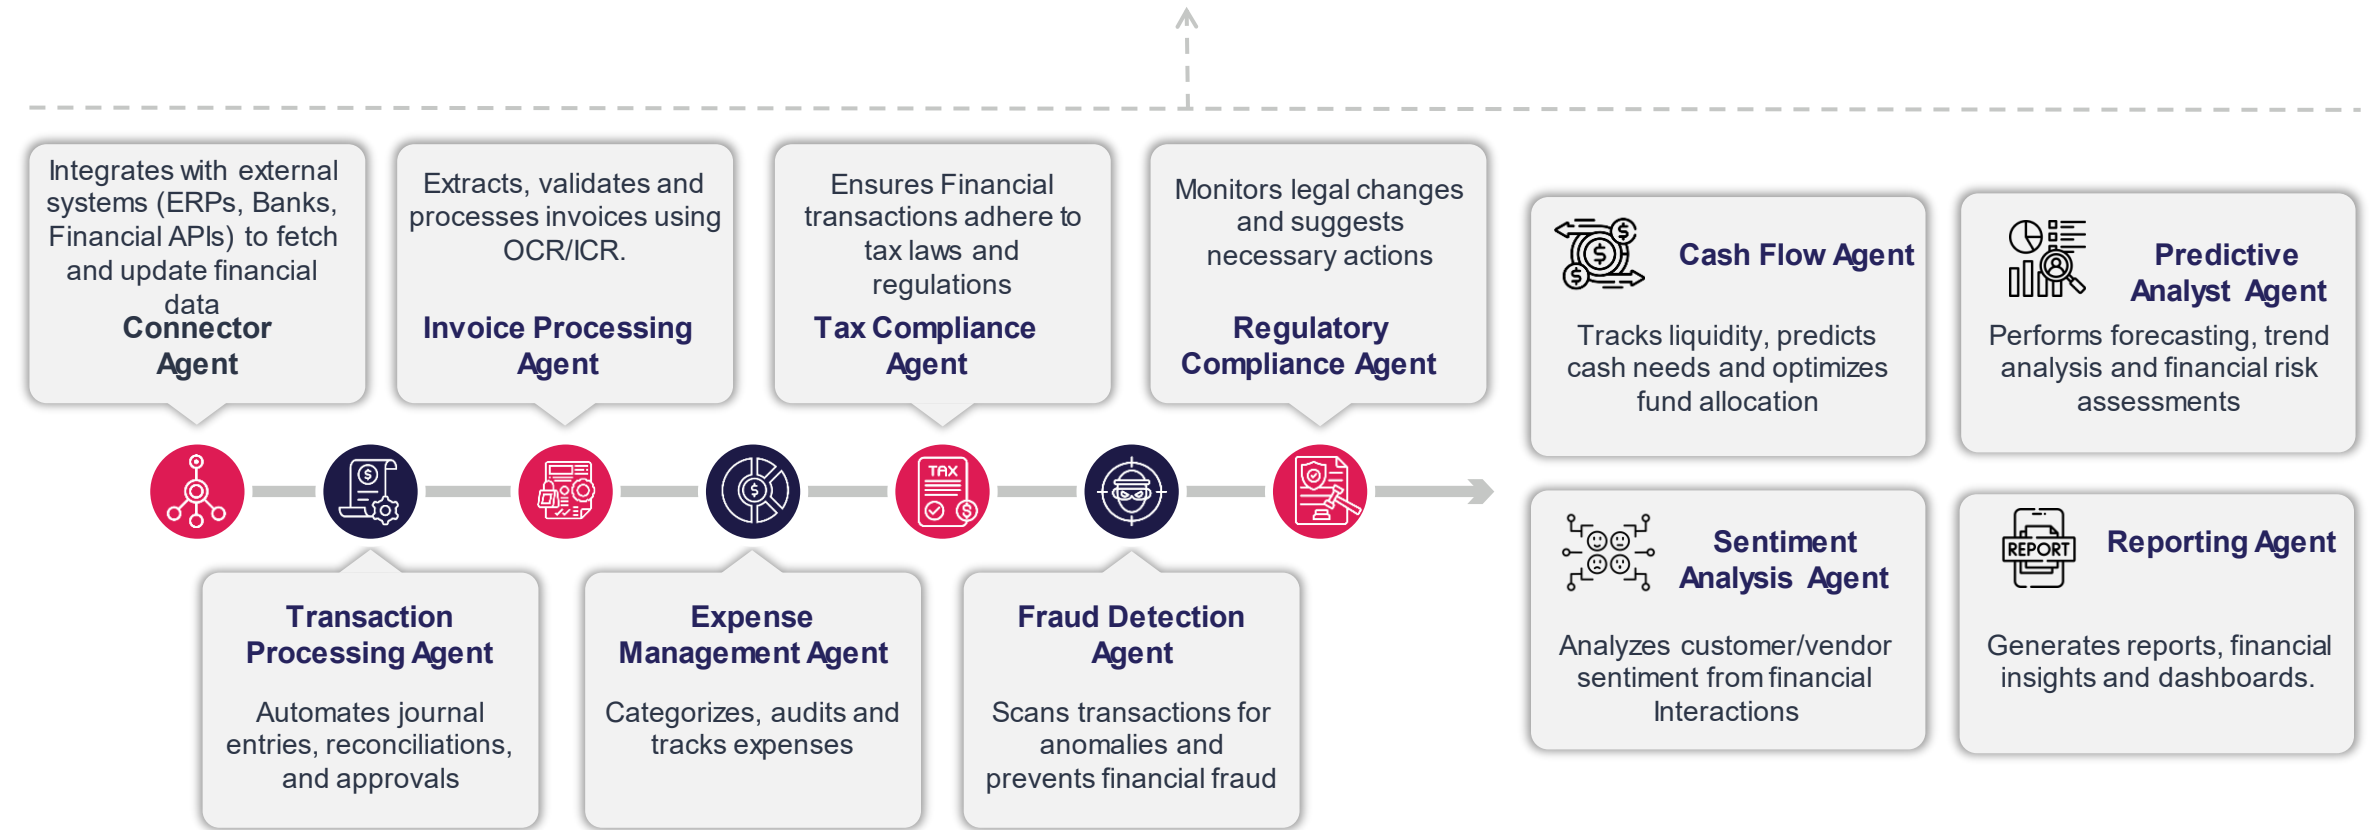 Integrates with external
systems (ERPs, Banks,
Financial APIs) to fetch
and update financial
data
Connector
Agent
Extracts, validates and
processes invoices using
OCR/ICR.
Invoice Processing
Agent
Ensures Financial
transactions adhere to
tax laws and
regulations
Tax Compliance
Agent
Monitors legal changes
and suggests
necessary actions
Regulatory
Compliance Agent
TAX
Transaction
Processing Agent
Automates journal
entries, reconciliations,
and approvals
Expense
Management Agent
Categorizes, audits and
tracks expenses
Fraud Detection
Agent
Scans transactions for
anomalies and
prevents financial fraud
Cash Flow Agent
Tracks liquidity, predicts
cash needs and optimizes
fund allocation
Predictive
Analyst Agent
Performs forecasting, trend
analysis and financial risk
assessments
Sentiment
Analysis Agent
Analyzes customer/vendor
sentiment from financial
Interactions
REPORT
Reporting Agent
Generates reports, financial
insights and dashboards.